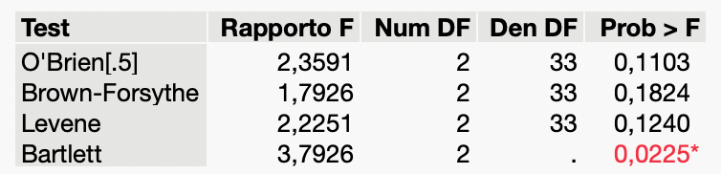 Test Rapporto F Num DF Den DF Prob > F
O'Brien[.5] 2,3591 2 33 0,1103
Brown-Forsythe 1,7926 2 33 0,1824
Levene 2,2251 2 33 0,1240
Bartlett 3,7926 2 . 0,0225*